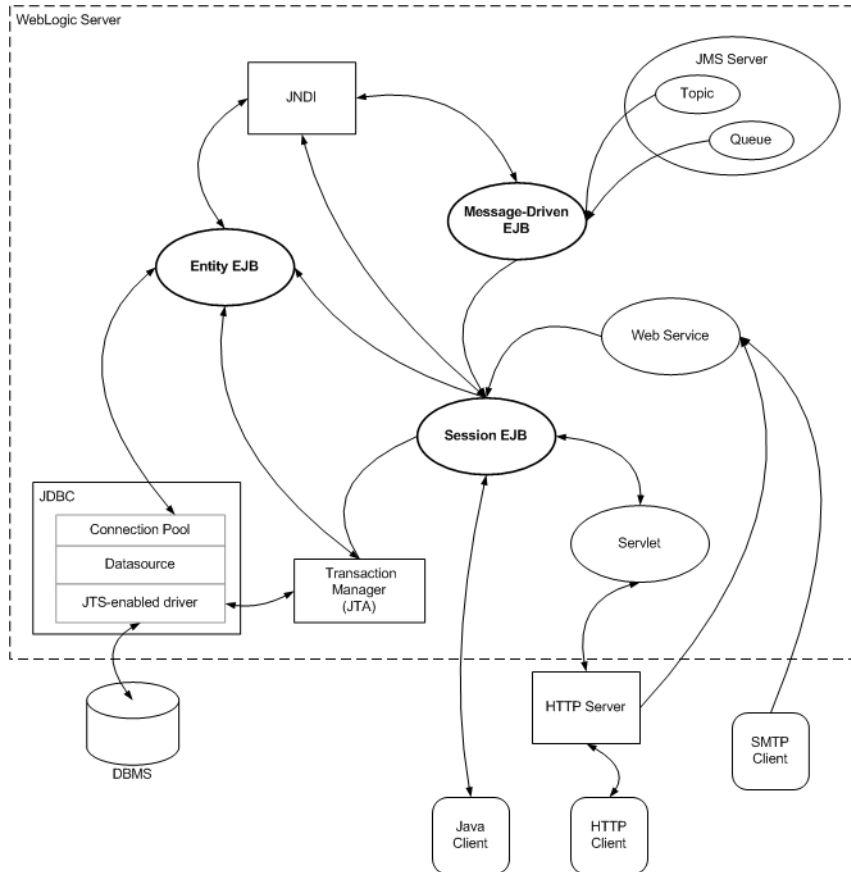 WebLogic Server
JMS Server
Topic
Queue
JNDI
Message-Driven
EJB
Entity EJB
Web Service
Session EJB
JDBC
Connection Pool
Datasource
JTS-enabled driver
Transaction
Manager
(JTA)
Servlet
HTTP Server
SMTP
Client
DBMS
Java
Client
HTTP
Client